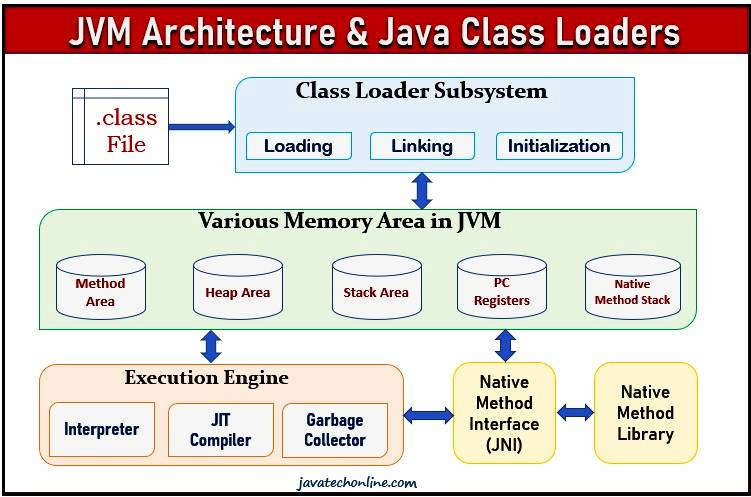 JVM Architecture & Java Class Loaders
.class
File
Class Loader Subsystem
Loading
Linking
Initialization
Various Memory Area in JVM
Method
Area
Heap Area
Stack Area
PC
Registers
Native
Method Stack
Execution Engine
Interpreter
JIT
Compiler
Garbage
Collector
Native
Method
Interface
(JNI)
Native
Method
Library
javatechonline.com